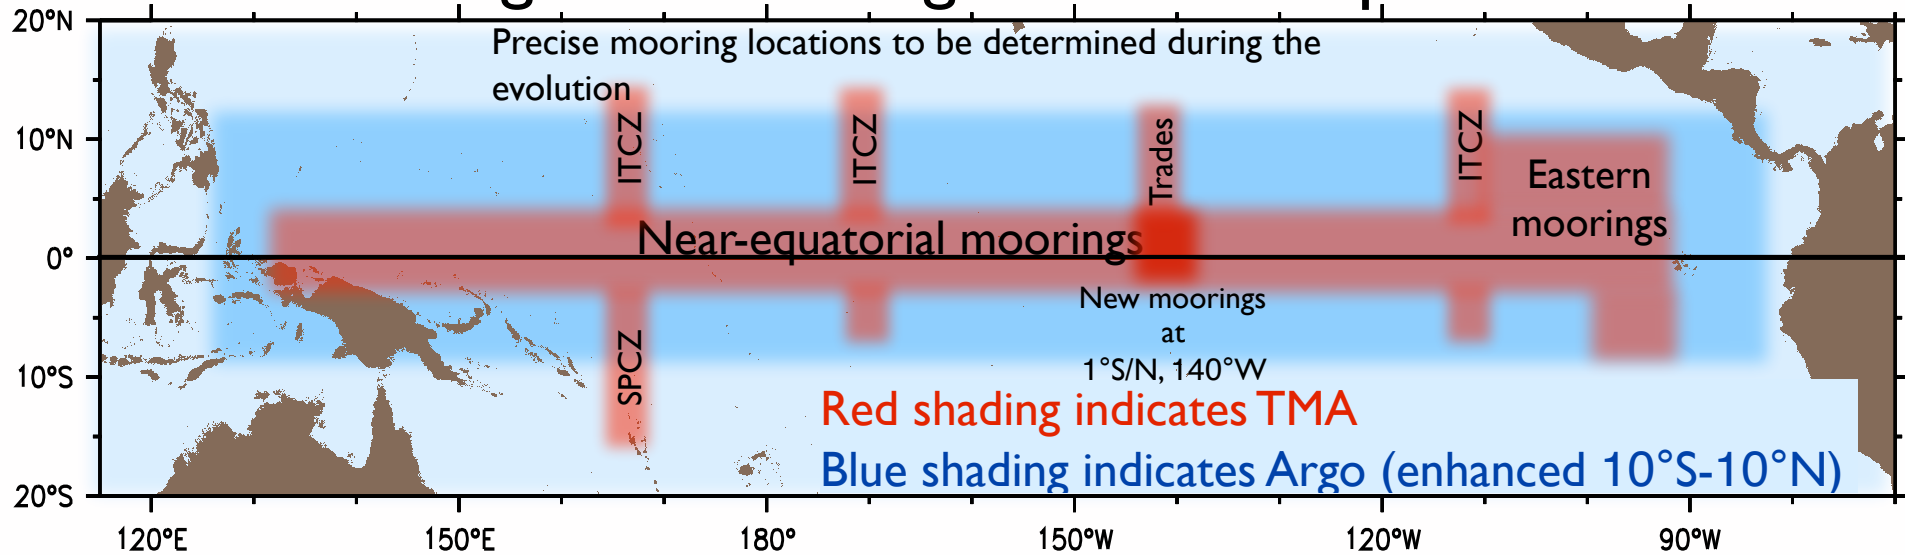 20°N
10°N
0°
10°S
20°S
Precise mooring locations to be determined during the
evolution
ITCZ
ITCZ
Trades
ITCZ
Eastern
moorings
Near-equatorial moorings
New moorings
at
1°S/N, 140°W
SPCZ
Red shading indicates TMA
Blue shading indicates Argo (enhanced 10°S-10°N)
120°E
150°E
180°
150°W
120°W
90°W